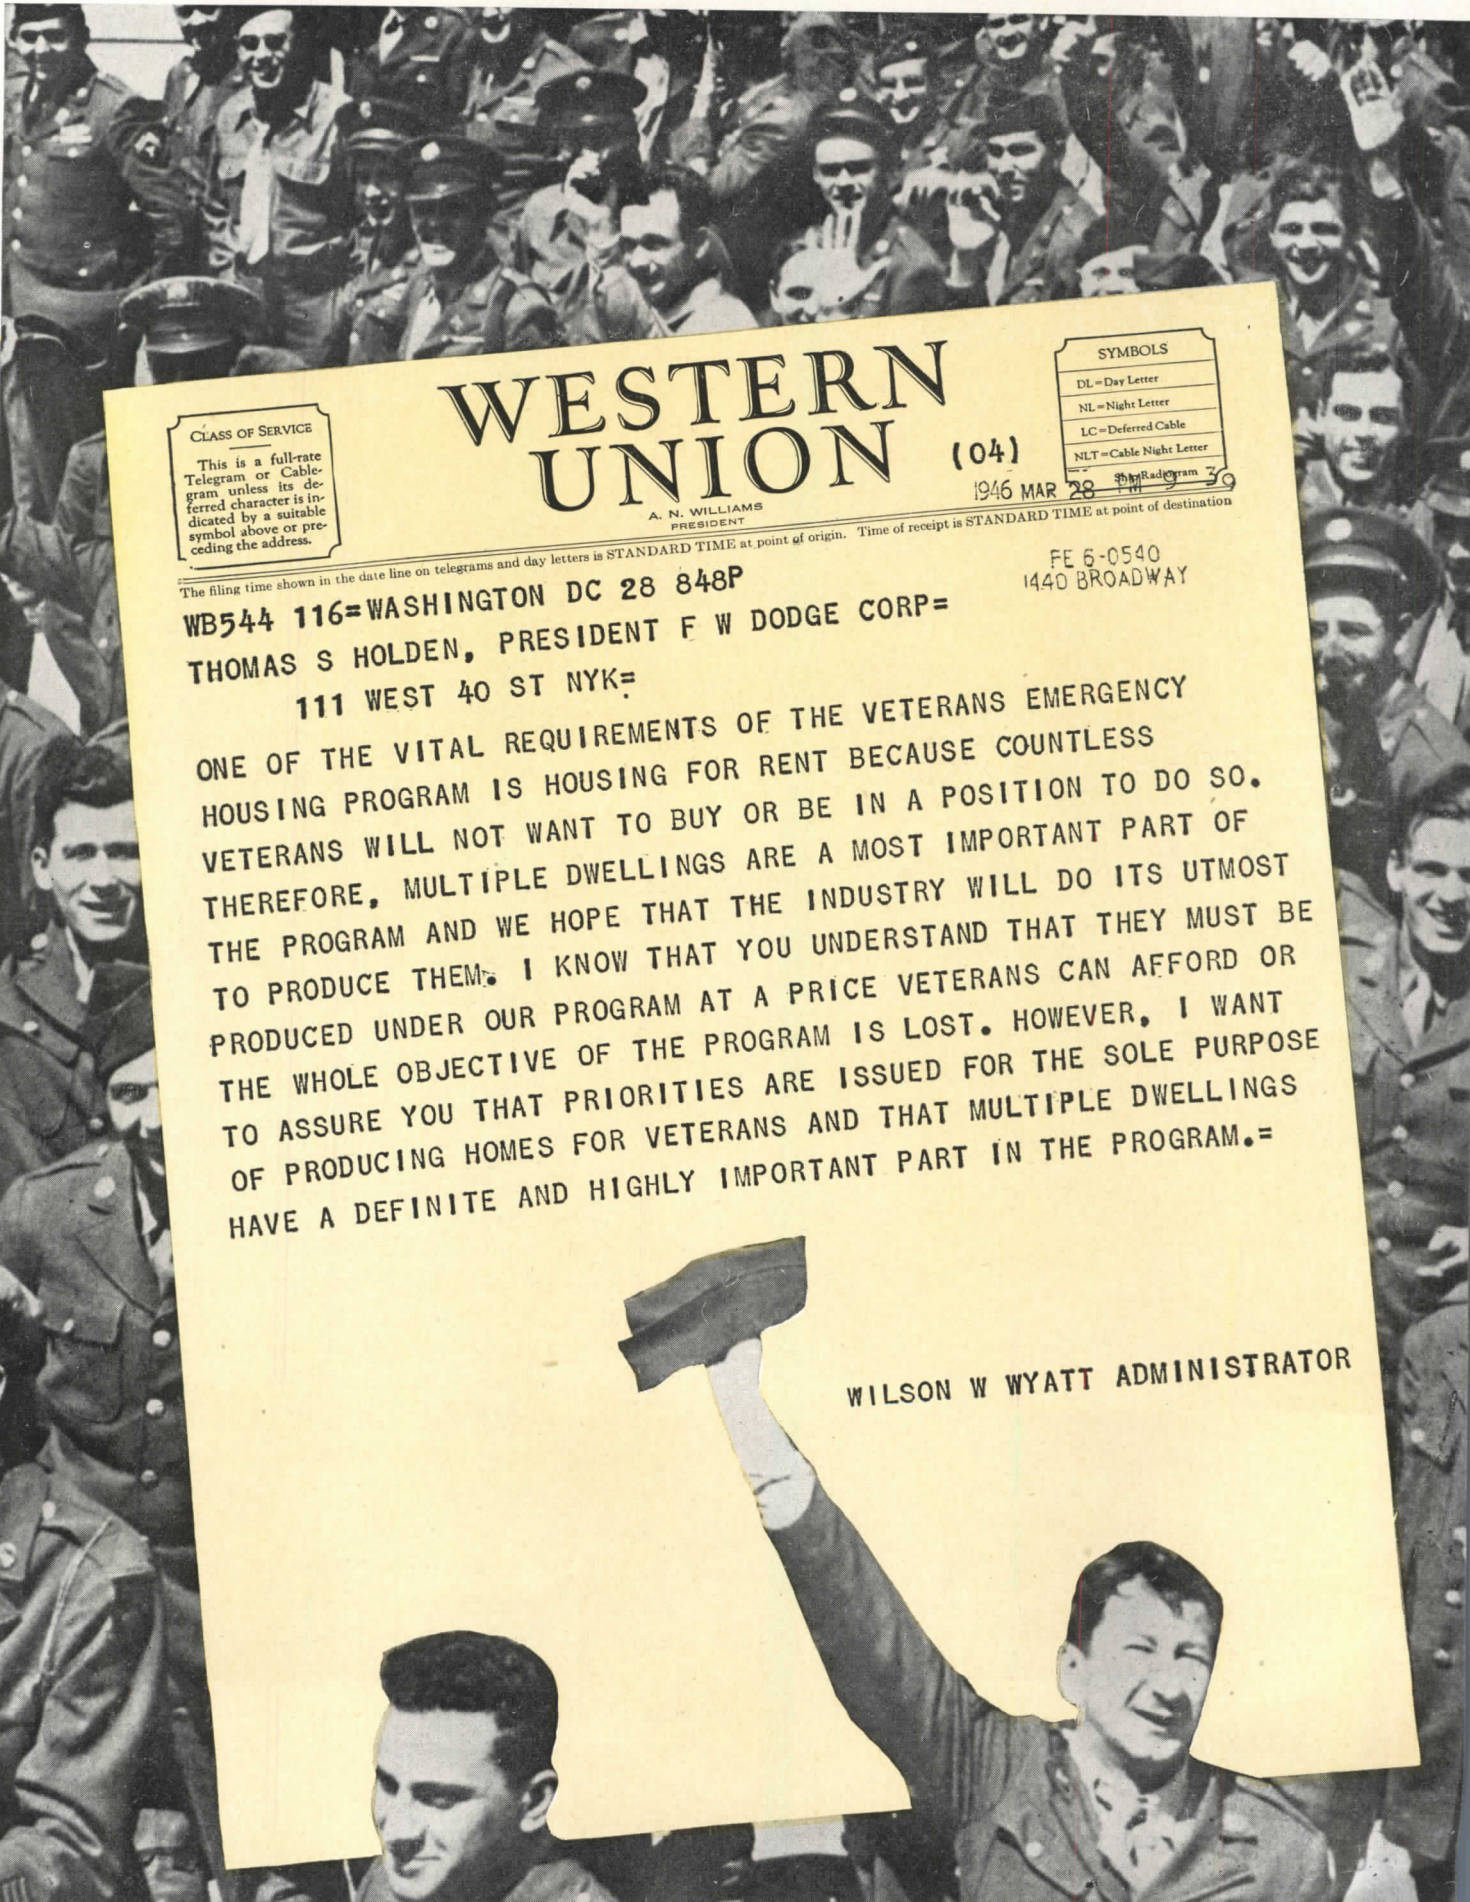 CLASS OF SERVICE
This is a full-rate
Telegram or Cable-
gram unless its de-
ferred character is in-
dicated by a suitable
symbol above or pre-
ceding the address.
WESTERN
UNION
A. N. WILLIAMS
PRESIDENT
(04)
SYMBOLS
DL=Day Letter
NL=Night Letter
LC=Deferred Cable
NLT=Cable Night Letter
Radiogram
1946 MAR 28 PM 9 39
The filing time shown in the date line on telegrams and day letters is STANDARD TIME at point of origin. Time of receipt is STANDARD TIME at point of destination
FE 6-0540
1440 BROADWAY
WB544 116=WASHINGTON DC 28 848P
THOMAS S HOLDEN, PRESIDENT F W DODGE CORP=
111 WEST 40 ST NYK=
ONE OF THE VITAL REQUIREMENTS OF THE VETERANS EMERGENCY
HOUSING PROGRAM IS HOUSING FOR RENT BECAUSE COUNTLESS
VETERANS WILL NOT WANT TO BUY OR BE IN A POSITION TO DO SO.
THEREFORE, MULTIPLE DWELLINGS ARE A MOST IMPORTANT PART OF
THE PROGRAM AND WE HOPE THAT THE INDUSTRY WILL DO ITS UTMOST
TO PRODUCE THEM. I KNOW THAT YOU UNDERSTAND THAT THEY MUST BE
PRODUCED UNDER OUR PROGRAM AT A PRICE VETERANS CAN AFFORD OR
THE WHOLE OBJECTIVE OF THE PROGRAM IS LOST. HOWEVER, I WANT
TO ASSURE YOU THAT PRIORITIES ARE ISSUED FOR THE SOLE PURPOSE
OF PRODUCING HOMES FOR VETERANS AND THAT MULTIPLE DWELLINGS
HAVE A DEFINITE AND HIGHLY IMPORTANT PART IN THE PROGRAM.=
WILSON W WYATT ADMINISTRATOR